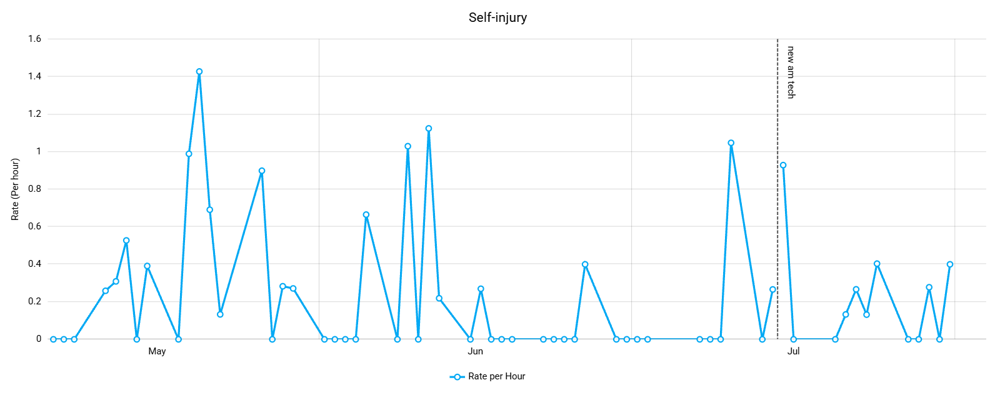 Self-injury
1.6
1.4
1.2
1
0.8
0.6
0.4
0.2
0
Rate (Per hour)
new am tech
May
Jun
Jul
Rate per Hour